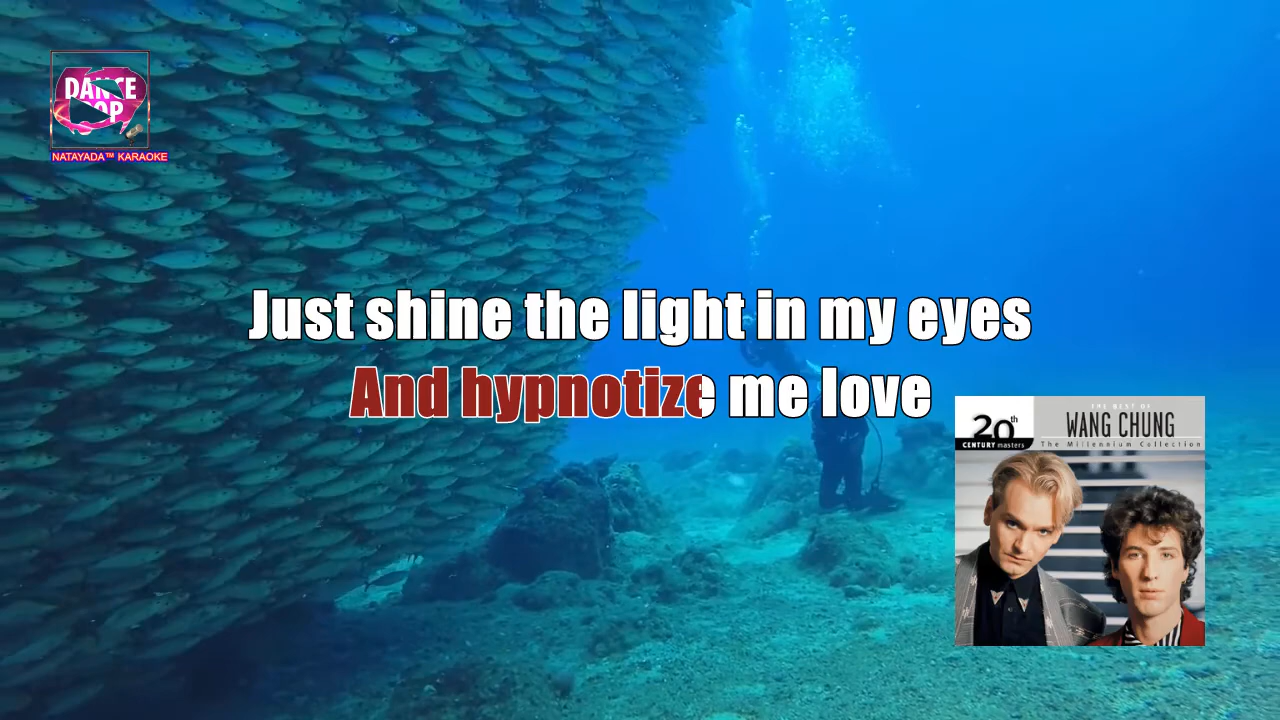 DANCE
POP
NATAYADA™ KARAOKE
Just shine the light in my eyes
And hypnotize me love
THE BEST OF
20th WANG CHUNG
CENTURY masters The Millennium Collection